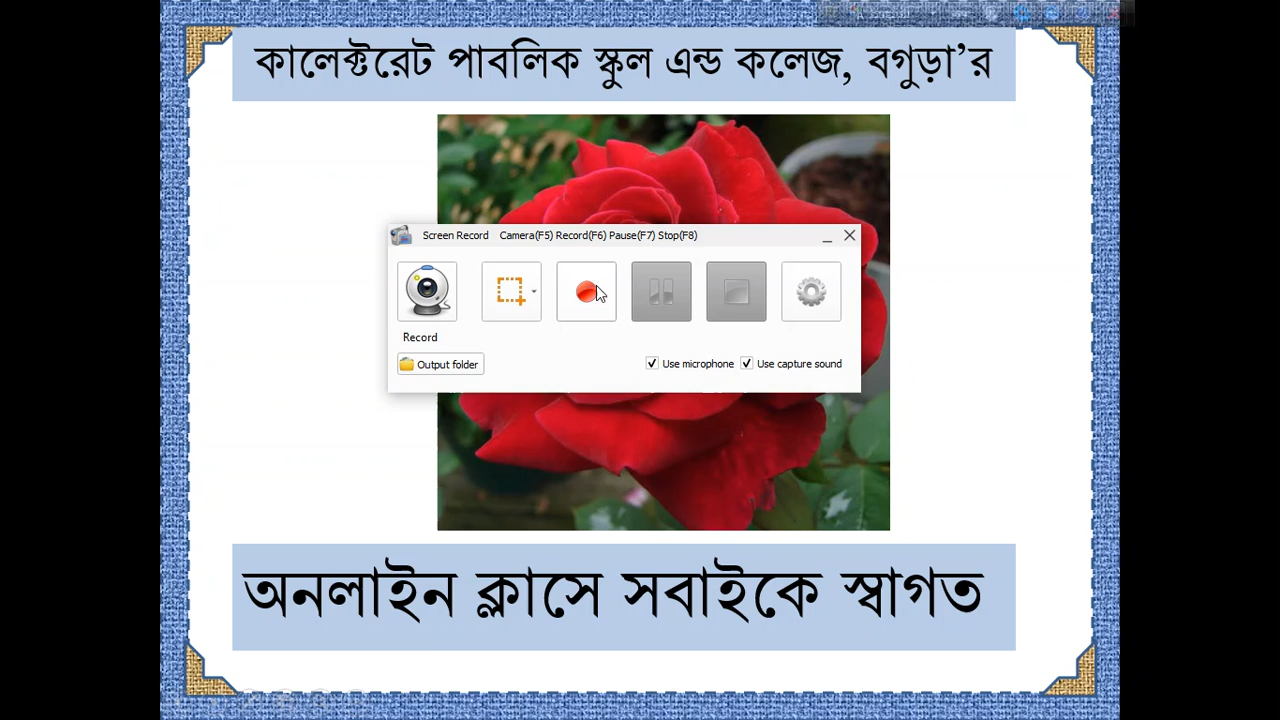 কালেক্টরেট পাবলিক স্কুল এন্ড কলেজ, বগুড়া’র
Screen Record Camera(F5) Record(F6) Pause(F7) Stop(F8)
Record
Output folder
Use microphone Use capture sound
অনলাইন ক্লাসে সবাইকে স্বাগত